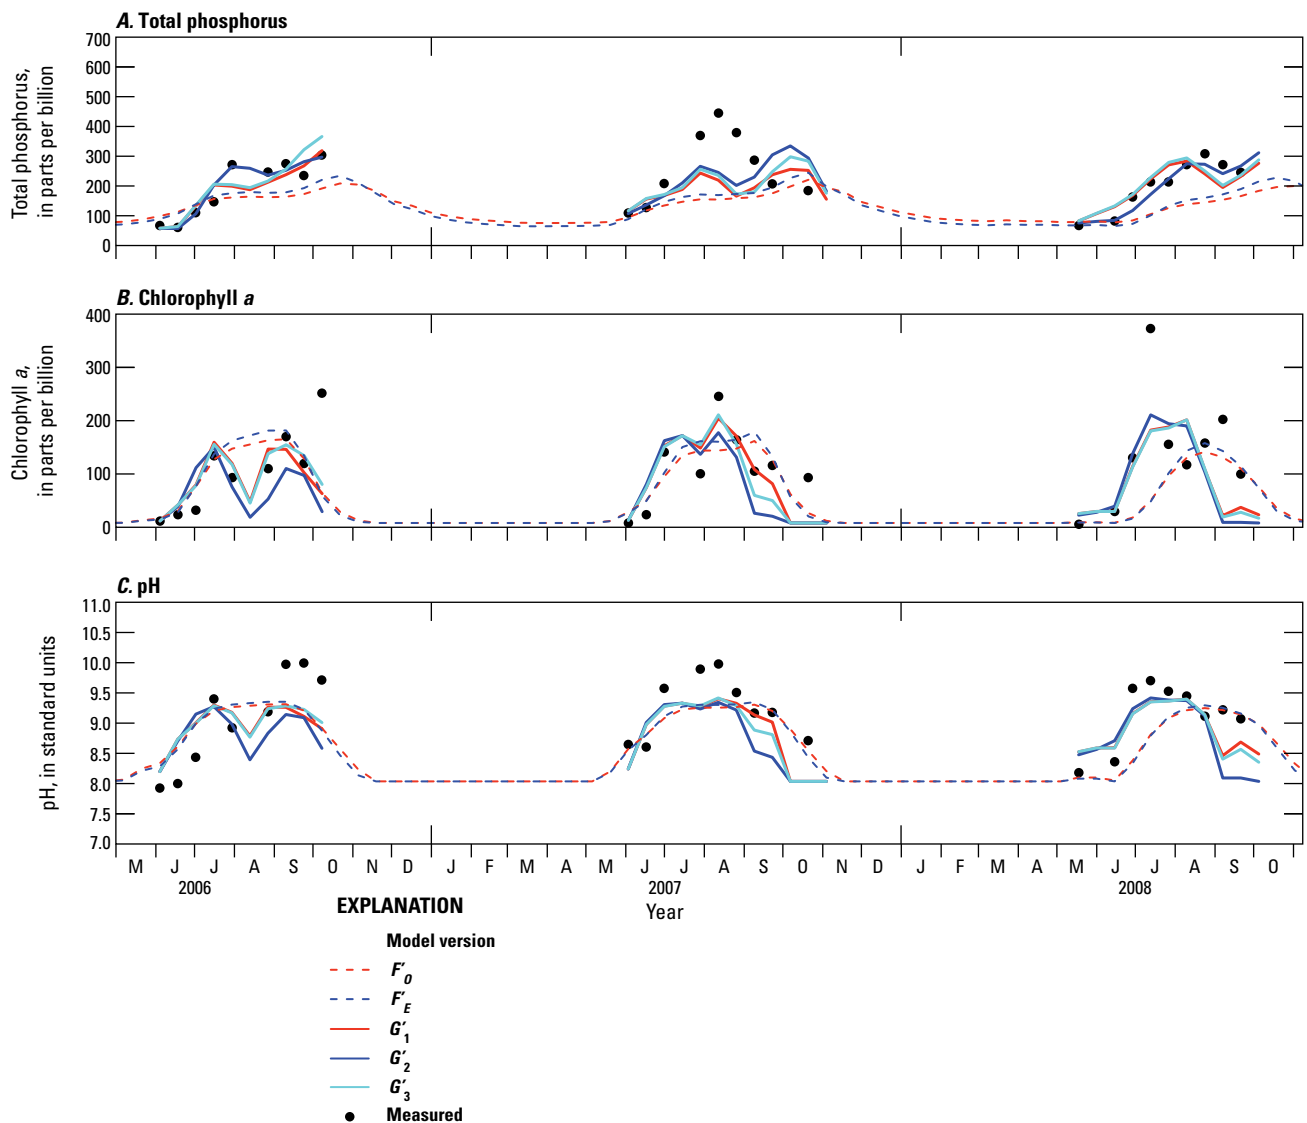 A. Total phosphorus
Total phosphorus,
in parts per billion
700
600
500
400
300
200
100
0
B. Chlorophyll a
Chlorophyll a,
in parts per billion
400
300
200
100
0
C. pH
pH, in standard units
11.0
10.5
10.0
9.5
9.0
8.5
8.0
7.5
7.0
M J J A S O N D J F M A M J J A S O N D J F M A M J J A S O
2006 2007 2008
Year
EXPLANATION
Model version
F'O
F'E
G'1
G'2
G'3
Measured